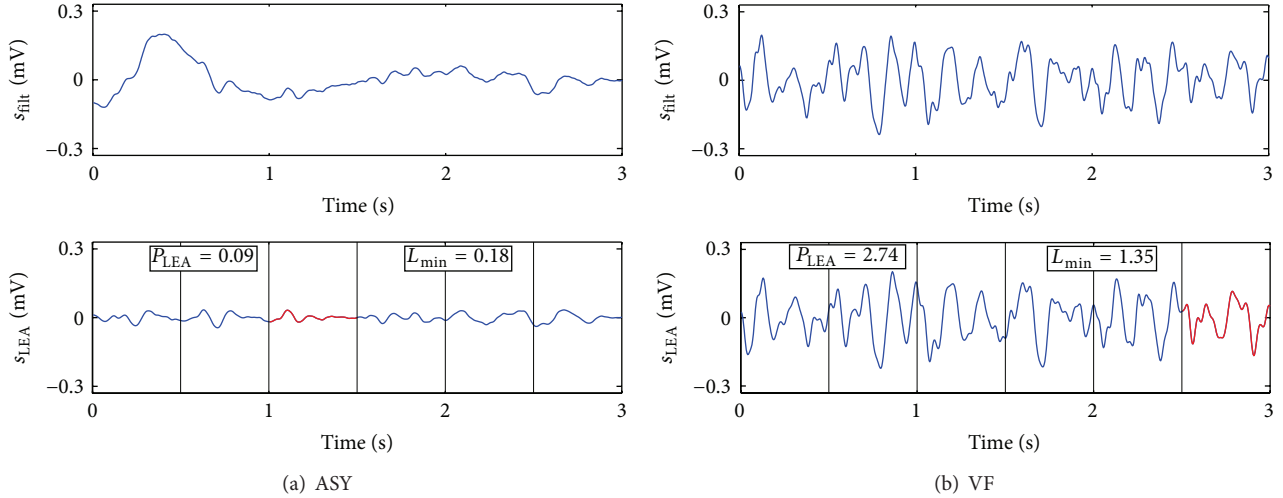 0.3
0
−0.3
s_filt (mV)
0 1 2 3
Time (s)
0.3
0
−0.3
s_filt (mV)
0 1 2 3
Time (s)
0.3
0
−0.3
s_LEA (mV)
P_LEA = 0.09
L_min = 0.18
0 1 2 3
Time (s)
(a) ASY
0.3
0
−0.3
s_LEA (mV)
P_LEA = 2.74
L_min = 1.35
0 1 2 3
Time (s)
(b) VF